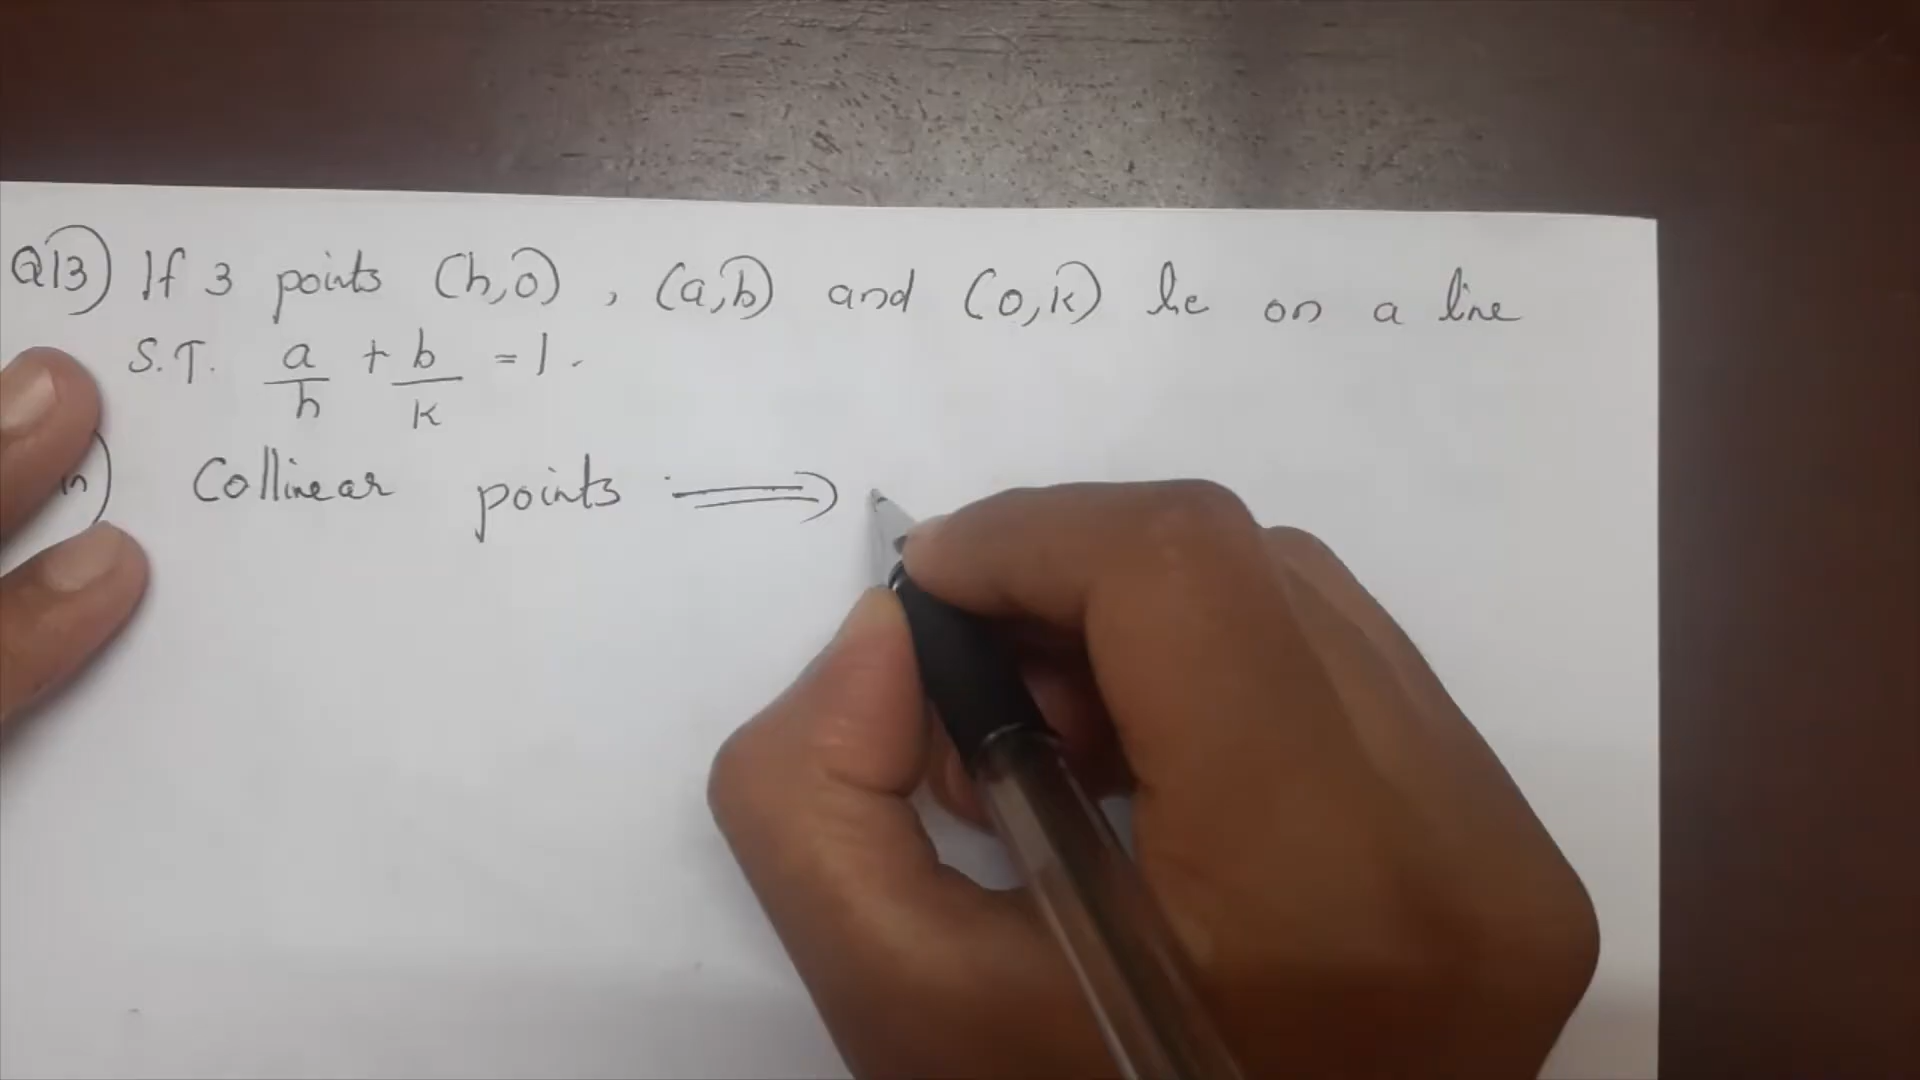 Q13) If 3 points (h,0), (a,b) and (0,k) lie on a line
S.T. a/h + b/k = 1.
Collinear points ⟹